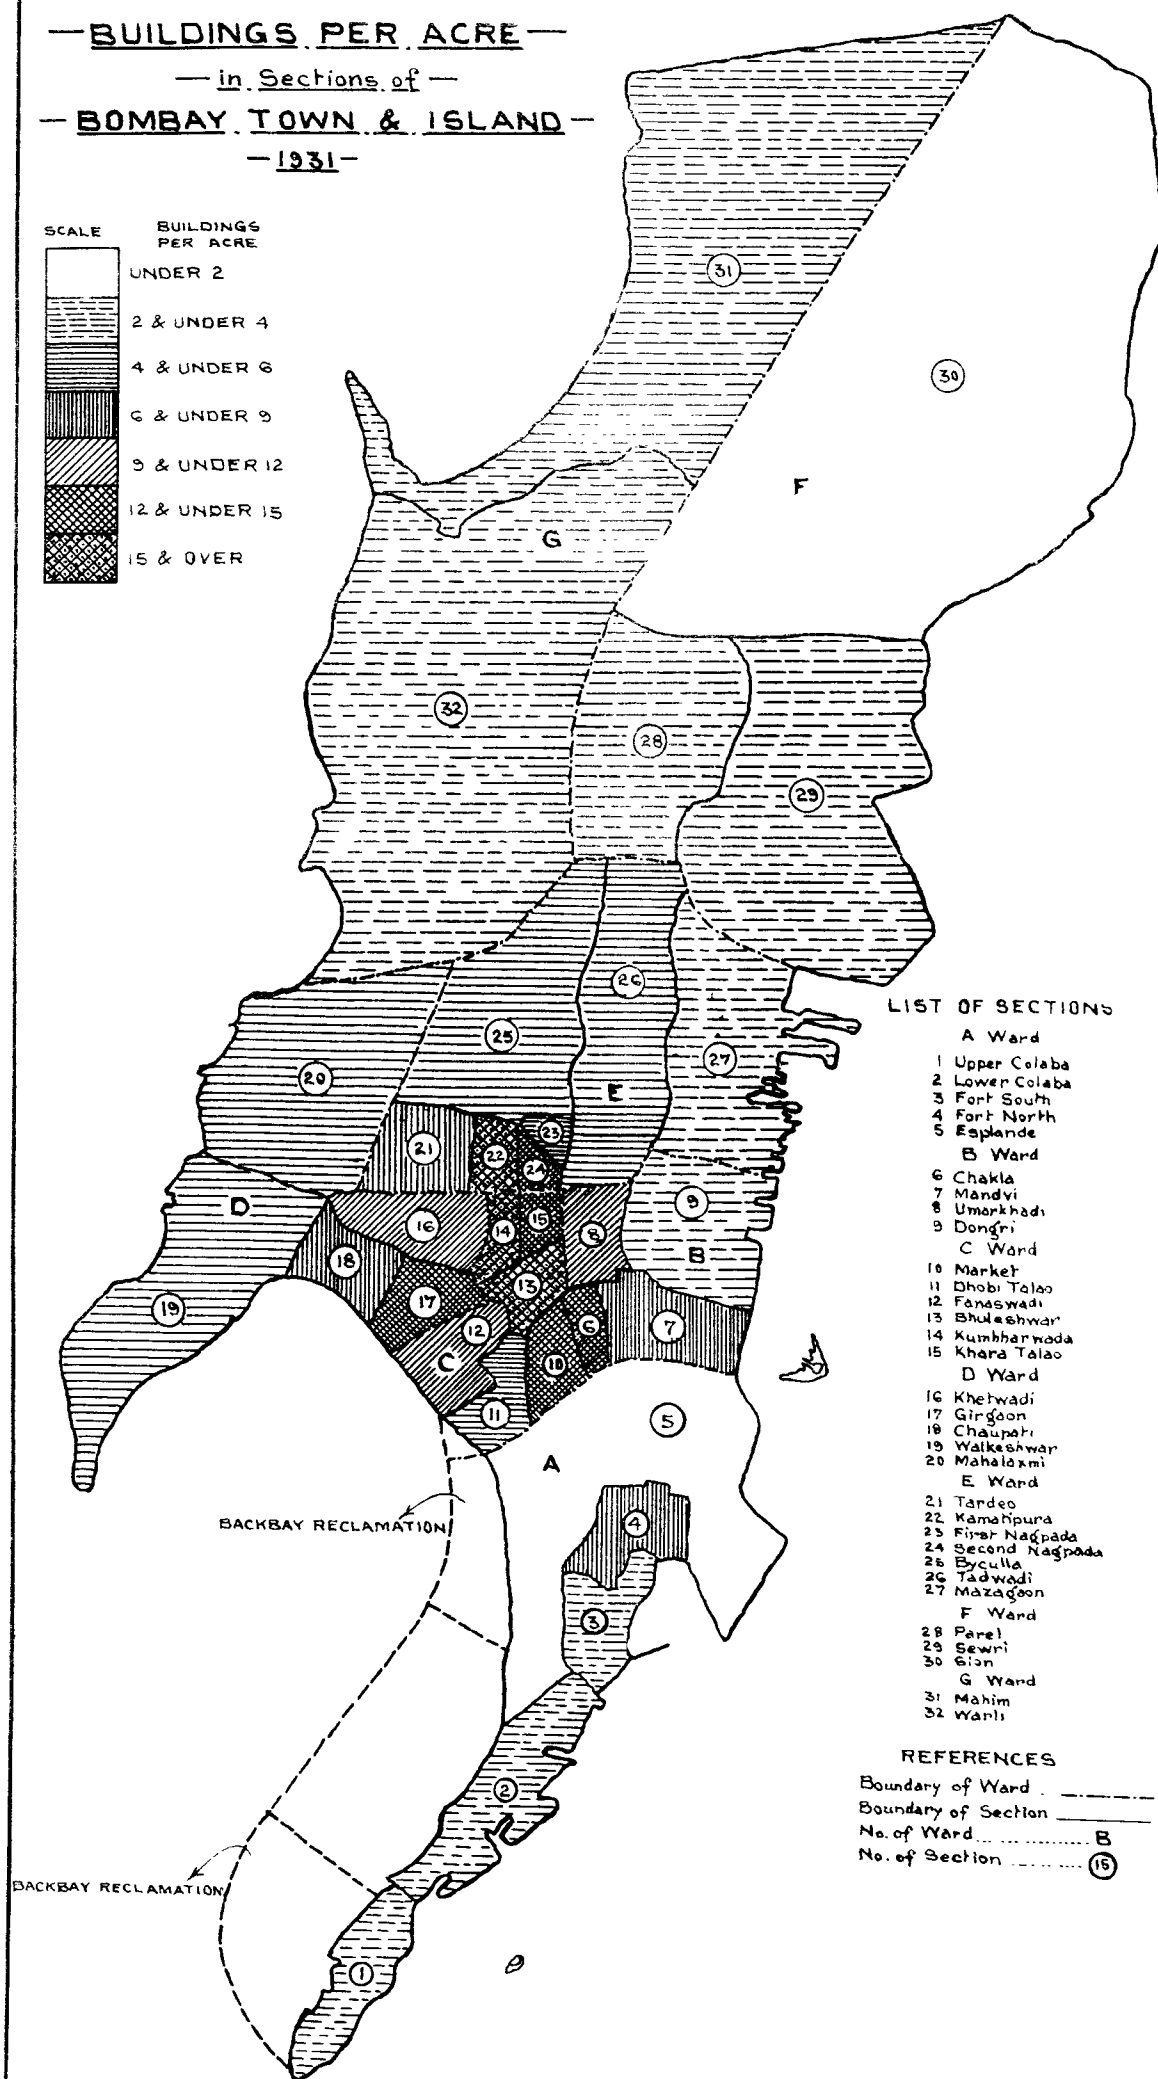 —BUILDINGS PER ACRE—
—in Sections of—
—BOMBAY TOWN & ISLAND—
—1931—
SCALE
BUILDINGS
PER ACRE
UNDER 2
2 & UNDER 4
4 & UNDER 6
6 & UNDER 9
9 & UNDER 12
12 & UNDER 15
15 & OVER
31
30
F
G
32
28
29
26
25
27
20
E
23
21
22
24
D
9
16
15
14
8
B
18
13
17
19
12
6
7
C
10
11
5
A
4
BACKBAY RECLAMATION
3
2
BACKBAY RECLAMATION
1
LIST OF SECTIONS
A Ward
1 Upper Colaba
2 Lower Colaba
3 Fort South
4 Fort North
5 Esplande
B Ward
6 Chakla
7 Mandvi
8 Umarkhadi
9 Dongri
C Ward
10 Market
11 Dhobi Talao
12 Fanaswadi
13 Bhuleshwar
14 Kumbharwada
15 Khara Talao
D Ward
16 Khetwadi
17 Girgaon
18 Chaupati
19 Walkeshwar
20 Mahalaxmi
E Ward
21 Tardeo
22 Kamatipura
23 First Nagpada
24 Second Nagpada
25 Byculla
26 Tadwadi
27 Mazagaon
F Ward
28 Parel
29 Sewri
30 Sion
G Ward
31 Mahim
32 Warli
REFERENCES
Boundary of Ward
Boundary of Section
No. of Ward .......... B
No. of Section .......... 15